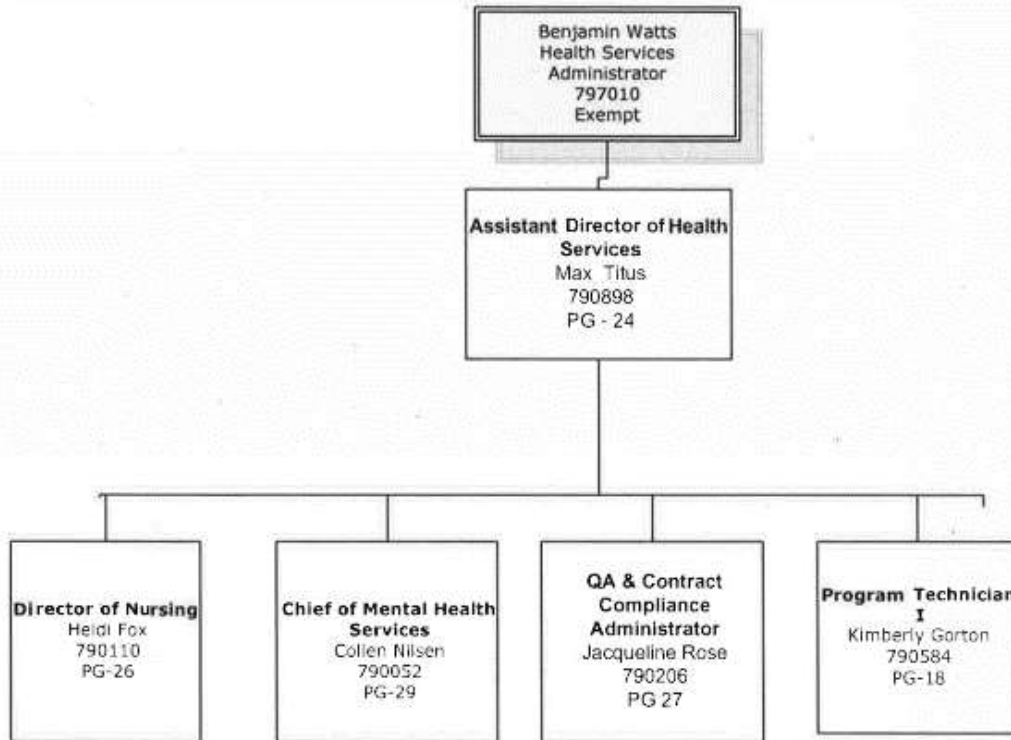 Benjamin Watts
Health Services
Administrator
797010
Exempt
Assistant Director of Health
Services
Max Titus
790898
PG - 24
Director of Nursing
Heidi Fox
790110
PG-26
Chief of Mental Health
Services
Collen Nilsen
790052
PG-29
QA & Contract
Compliance
Administrator
Jacqueline Rose
790206
PG 27
Program Technician
I
Kimberly Gorton
790584
PG-18